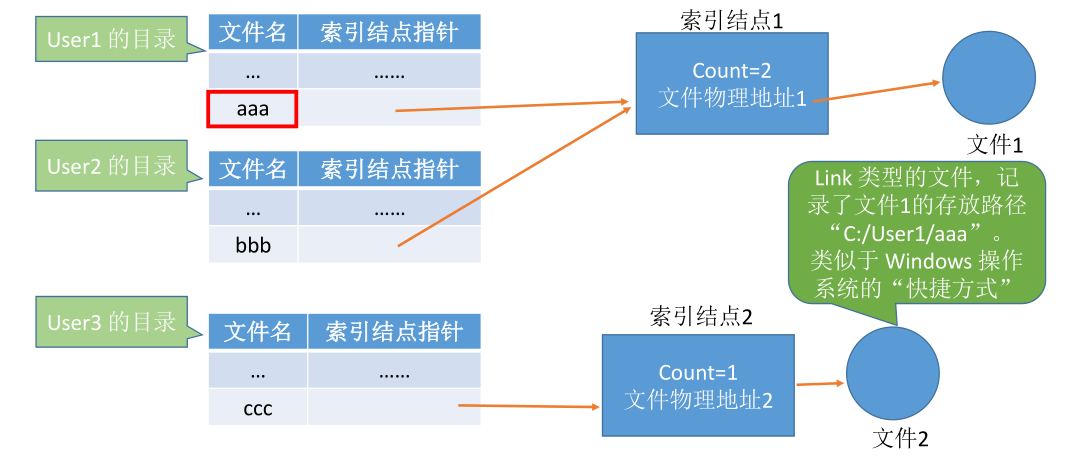 User1 的目录
文件名 索引结点指针
... ......
aaa
索引结点1
Count=2
文件物理地址1
文件1
User2 的目录
文件名 索引结点指针
... ......
bbb
Link 类型的文件，记
录了文件1的存放路径
“C:/User1/aaa”。
类似于 Windows 操作
系统的“快捷方式”
User3 的目录
文件名 索引结点指针
... ......
ccc
索引结点2
Count=1
文件物理地址2
文件2